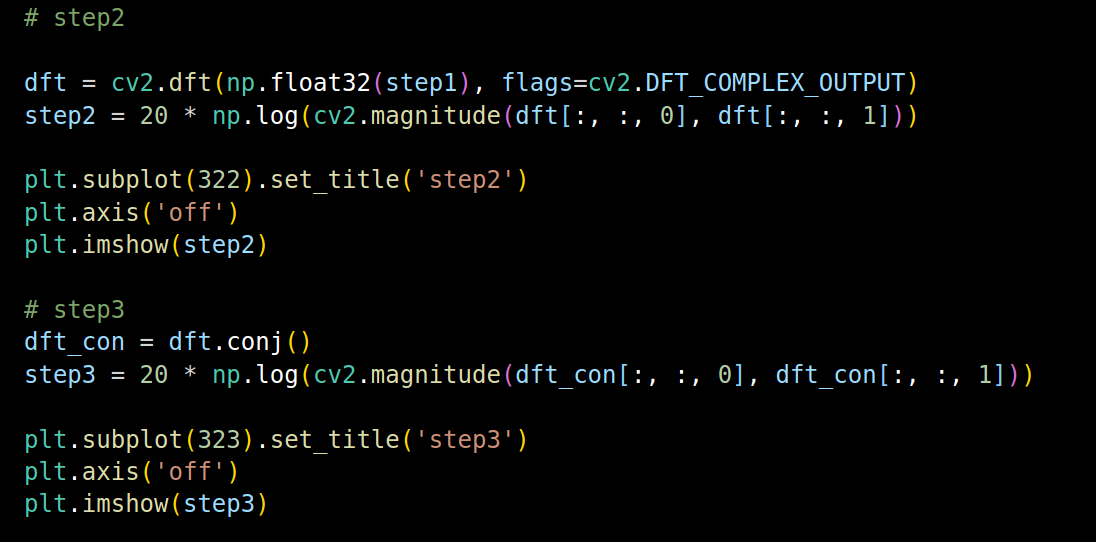 # step2
dft = cv2.dft(np.float32(step1), flags=cv2.DFT_COMPLEX_OUTPUT)
step2 = 20 * np.log(cv2.magnitude(dft[:, :, 0], dft[:, :, 1]))
plt.subplot(322).set_title('step2')
plt.axis('off')
plt.imshow(step2)
# step3
dft_con = dft.conj()
step3 = 20 * np.log(cv2.magnitude(dft_con[:, :, 0], dft_con[:, :, 1]))
plt.subplot(323).set_title('step3')
plt.axis('off')
plt.imshow(step3)